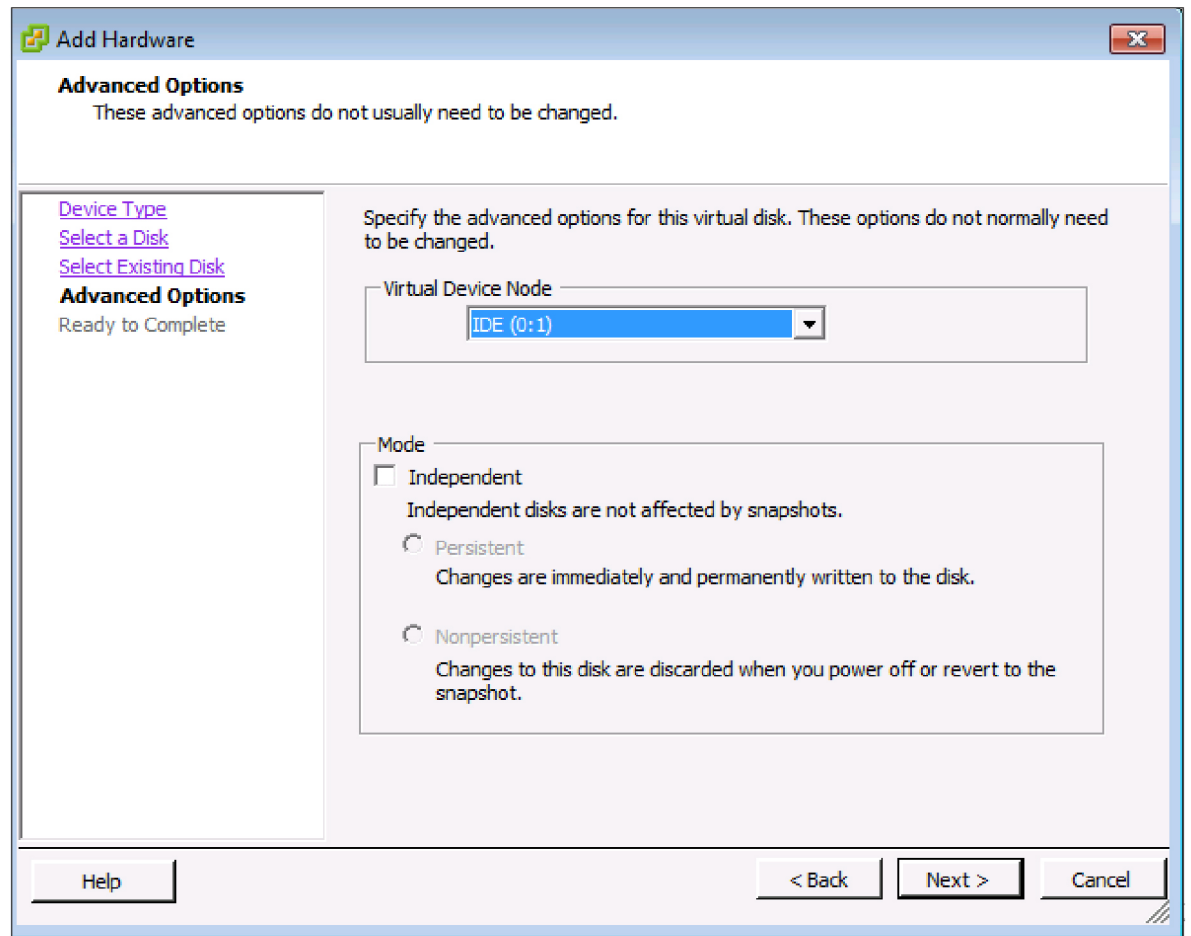 Add Hardware
Advanced Options
These advanced options do not usually need to be changed.
Device Type
Select a Disk
Select Existing Disk
Advanced Options
Ready to Complete
Specify the advanced options for this virtual disk. These options do not normally need
to be changed.
Virtual Device Node
IDE (0:1)
Mode
Independent
Independent disks are not affected by snapshots.
Persistent
Changes are immediately and permanently written to the disk.
Nonpersistent
Changes to this disk are discarded when you power off or revert to the
snapshot.
Help
< Back
Next >
Cancel